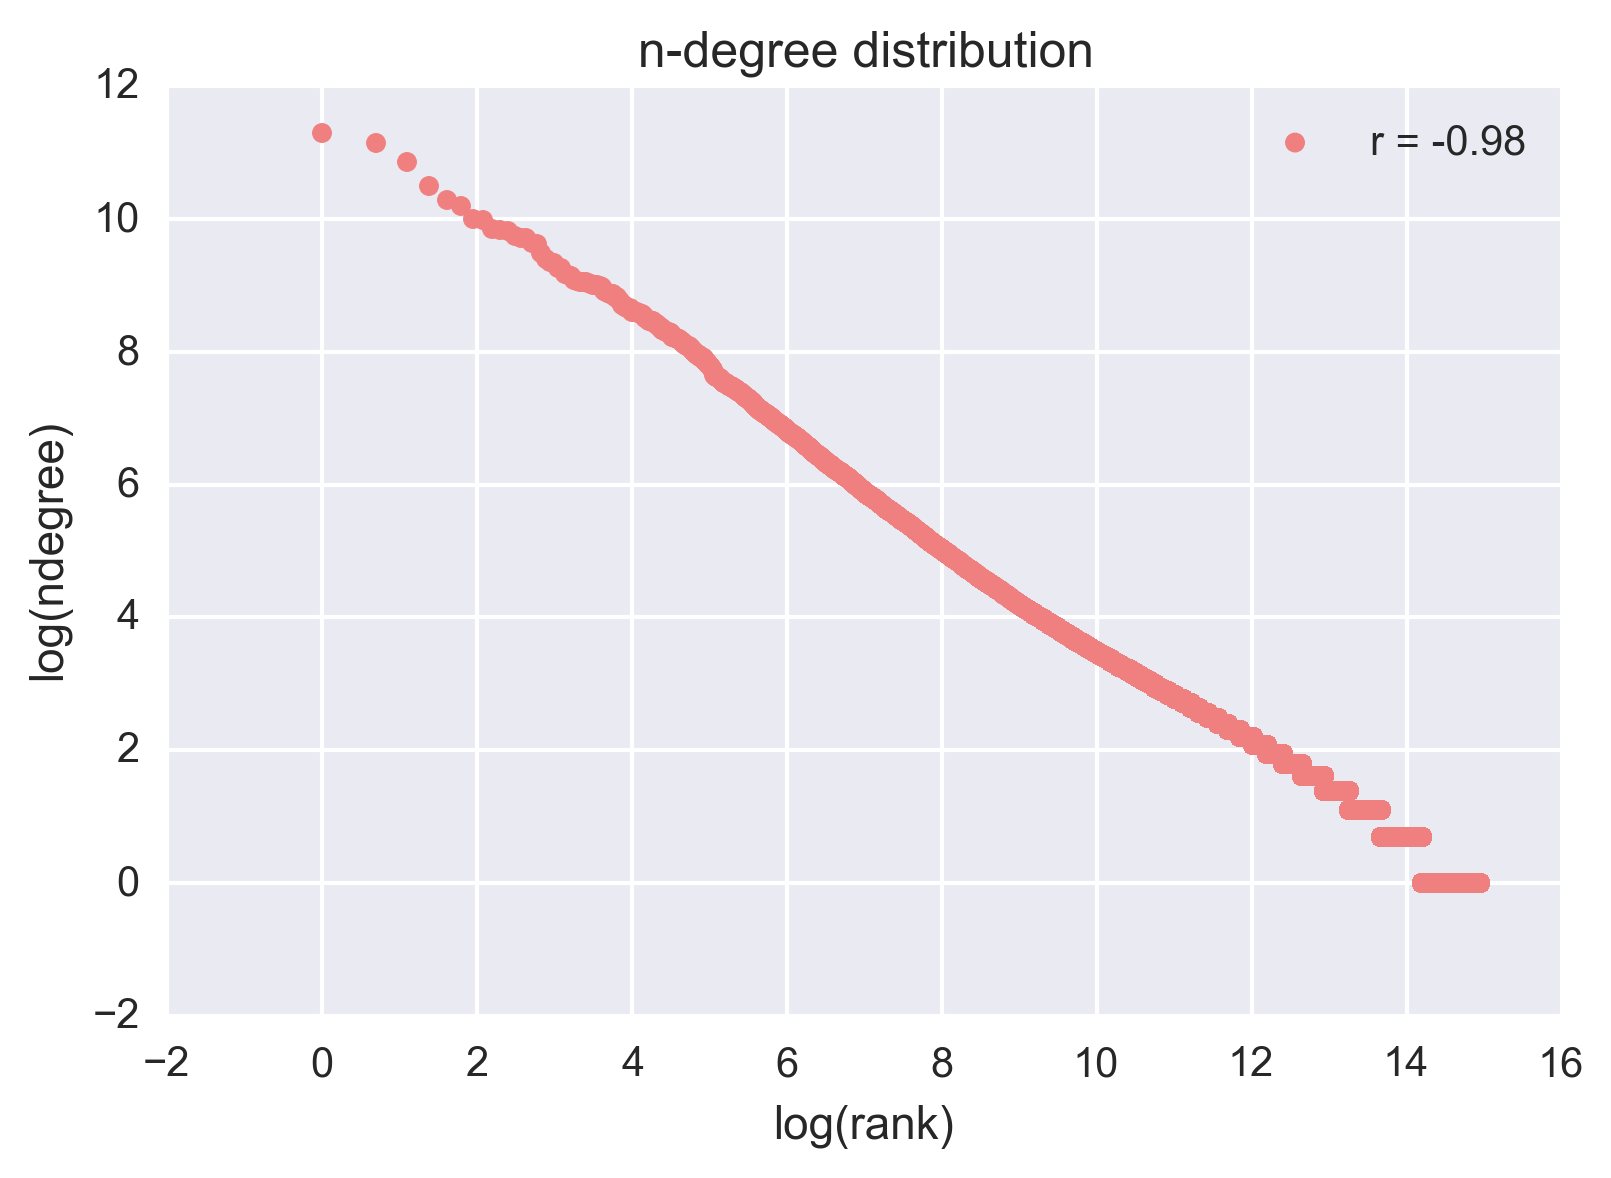 n-degree distribution
r = -0.98
12
10
8
6
4
2
0
−2
log(ndegree)
−2 0 2 4 6 8 10 12 14 16
log(rank)